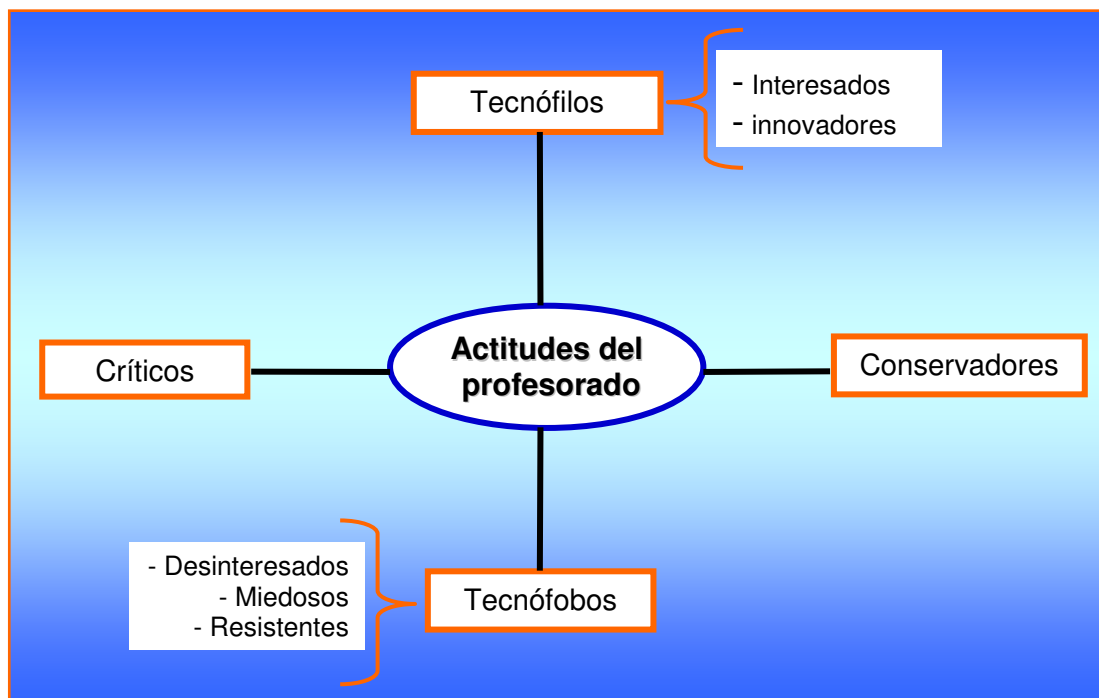 Tecnófilos
- Interesados
- innovadores
Críticos
Actitudes del
profesorado
Conservadores
- Desinteresados
- Miedosos
- Resistentes
Tecnófobos